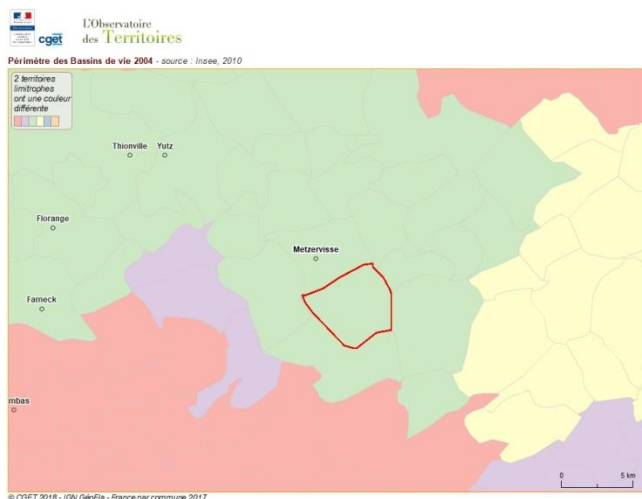 cget
L'Observatoire
des Territoires
Périmètre des Bassins de vie 2004 - source : Insee, 2010
2 territoires
limitrophes
ont une couleur
différente
Thionville
Yutz
Florange
Metzervisse
Fameck
mbas
0
5 km
© CGET 2018 - IGN GéoFla - France par commune 2017